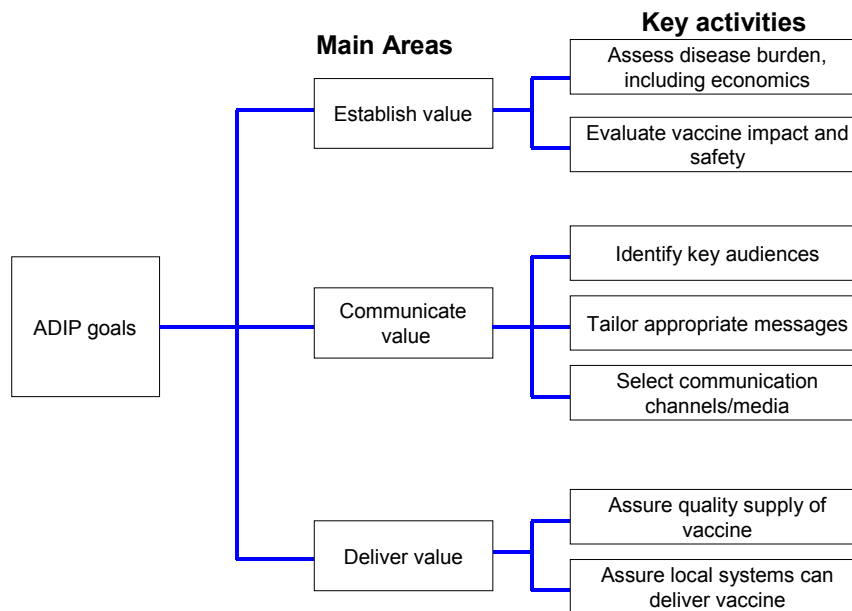 Key activities
Main Areas
Assess disease burden,
including economics
Establish value
Evaluate vaccine impact and
safety
Identify key audiences
ADIP goals
Communicate
value
Tailor appropriate messages
Select communication
channels/media
Assure quality supply of
vaccine
Deliver value
Assure local systems can
deliver vaccine